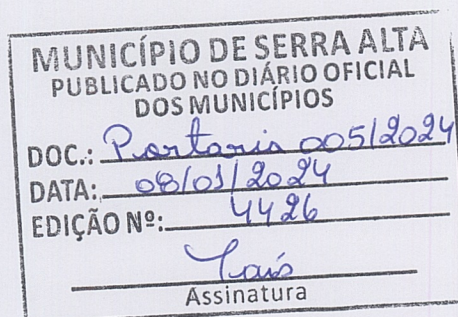 MUNICÍPIO DE SERRA ALTA
PUBLICADO NO DIÁRIO OFICIAL
DOS MUNICÍPIOS
DOC.: Portaria 005/2024
DATA: 08/01/2024
EDIÇÃO Nº: 4426
Taís
Assinatura